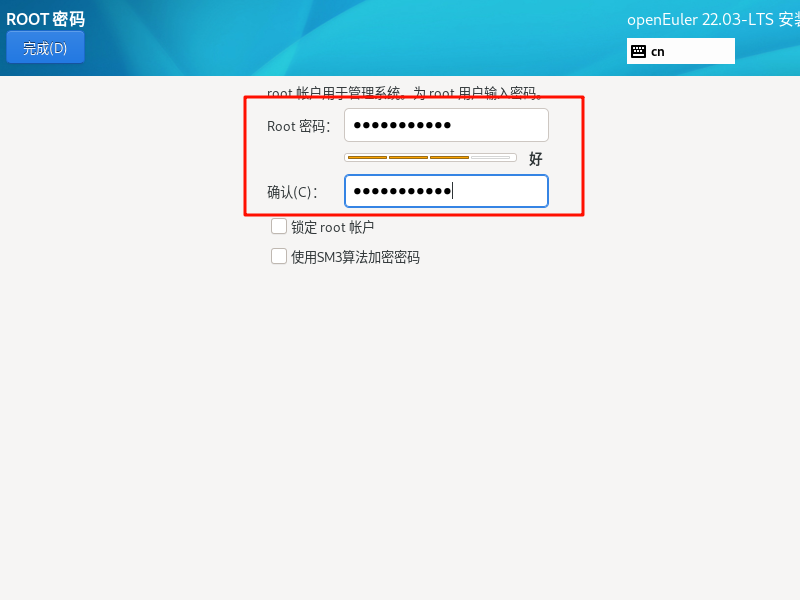 ROOT 密码
openEuler 22.03-LTS 安装
完成(D)
cn
root 帐户用于管理系统。为 root 用户输入密码。
Root 密码：
●●●●●●●●●●●
好
确认(C)：
●●●●●●●●●●●
锁定 root 帐户
使用SM3算法加密密码